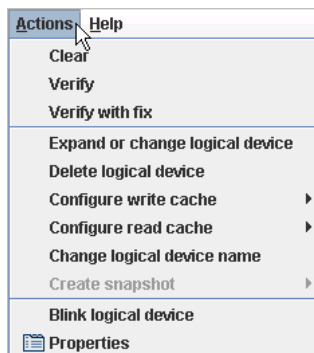 Actions Help
Clear
Verify
Verify with fix
Expand or change logical device
Delete logical device
Configure write cache
Configure read cache
Change logical device name
Create snapshot
Blink logical device
Properties